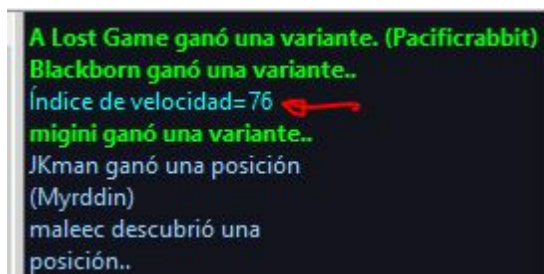 A Lost Game ganó una variante. (Pacificrabbit)
Blackborn ganó una variante..
Índice de velocidad=76
migini ganó una variante..
JKman ganó una posición
(Myrddin)
maleec descubrió una
posición..